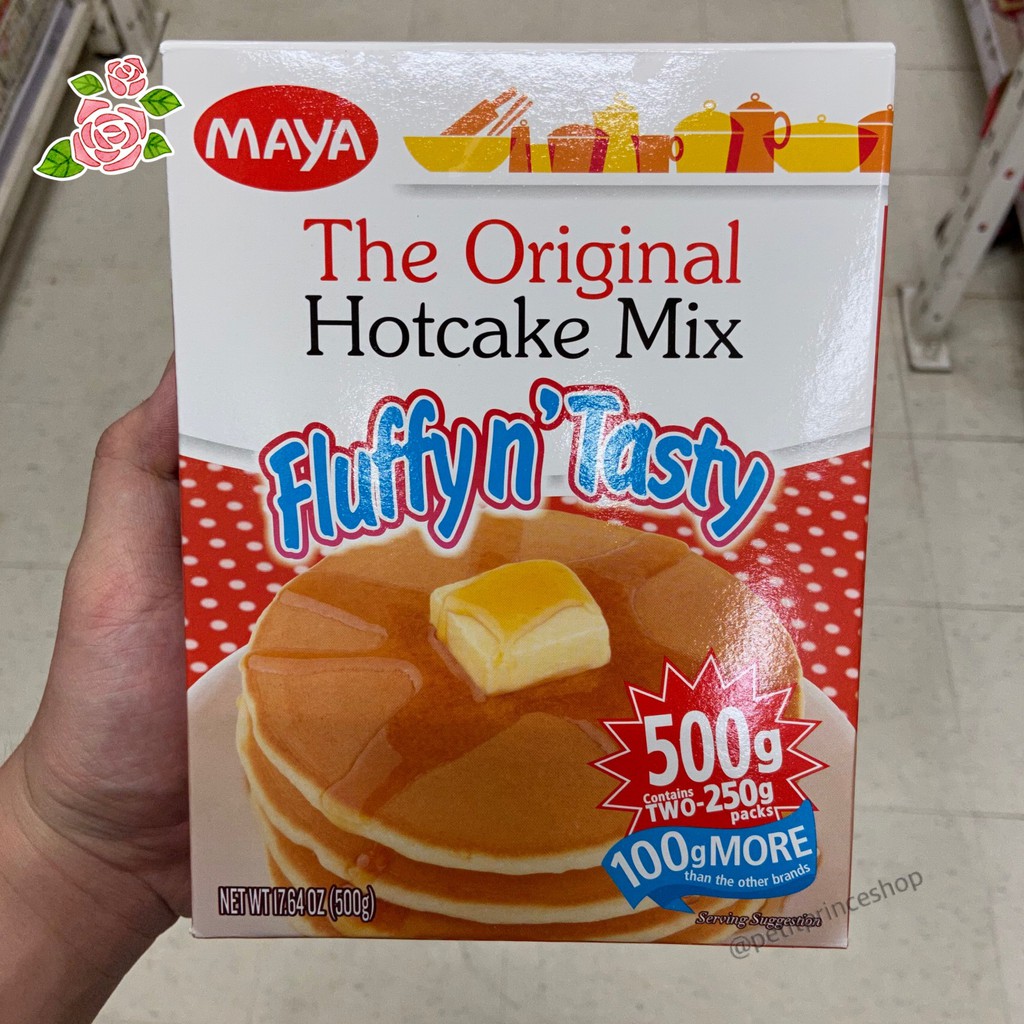 MAYA
The Original
Hotcake Mix
Fluffy n' Tasty
500g
Contains
TWO-250g
packs
100g MORE
than the other brands
NET WT 17.64 OZ (500g)
Serving Suggestion
@petitprinceshop